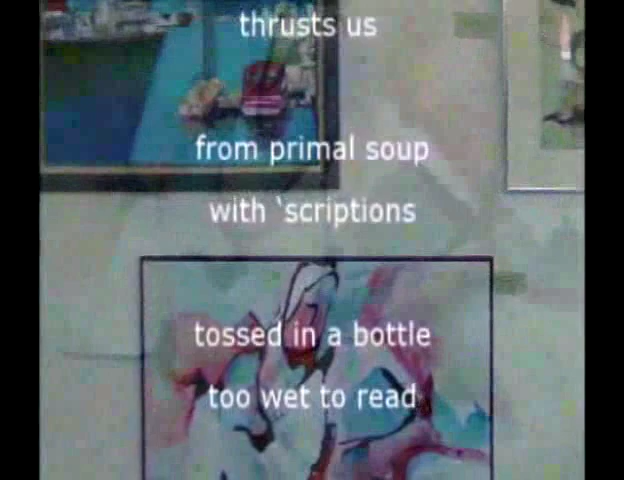 thrusts us
from primal soup
with ‘scriptions
tossed in a bottle
too wet to read